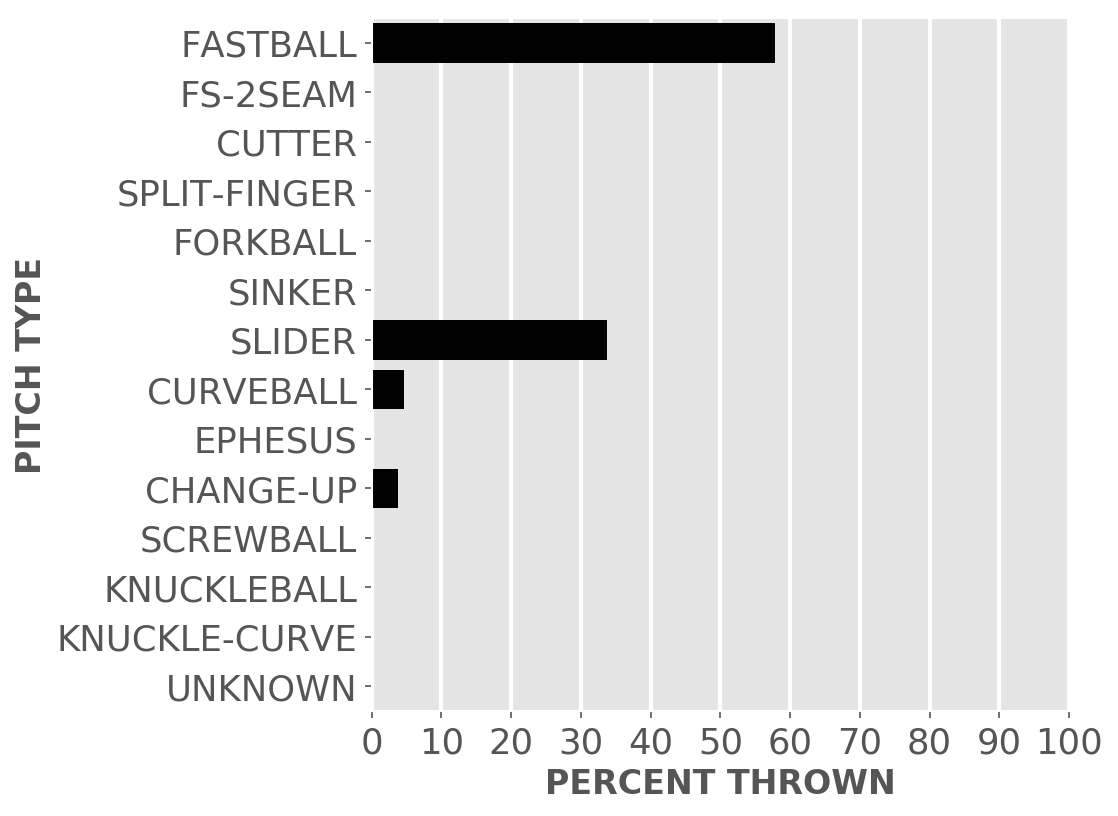 FASTBALL
FS-2SEAM
CUTTER
SPLIT-FINGER
FORKBALL
SINKER
SLIDER
CURVEBALL
EPHESUS
CHANGE-UP
SCREWBALL
KNUCKLEBALL
KNUCKLE-CURVE
UNKNOWN
PITCH TYPE
0 10 20 30 40 50 60 70 80 90 100
PERCENT THROWN